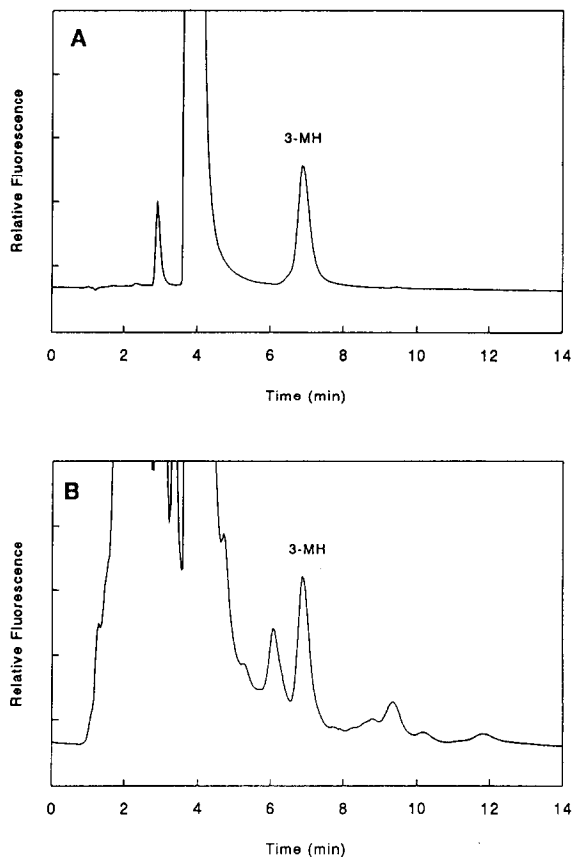 A
3-MH
Relative Fluorescence
0 2 4 6 8 10 12 14
Time (min)
B
3-MH
Relative Fluorescence
0 2 4 6 8 10 12 14
Time (min)